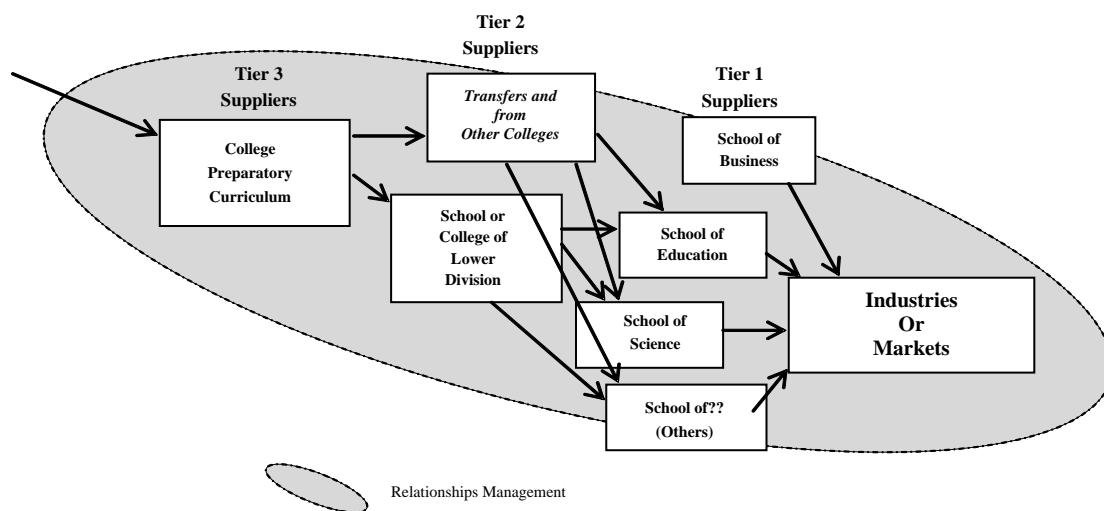 Tier 2
Suppliers
Tier 3
Suppliers
Tier 1
Suppliers
Transfers and
from
Other Colleges
College
Preparatory
Curriculum
School of
Business
School or
College of
Lower
Division
School of
Education
School of
Science
School of??
(Others)
Industries
Or
Markets
Relationships Management